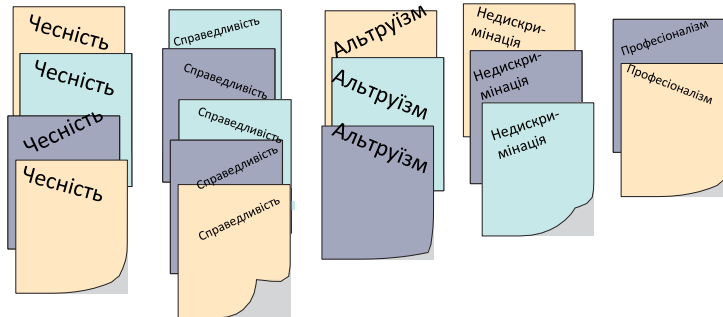 Чесність
Чесність
Чесність
Чесність
Справедливість
Справедливість
Справедливість
Справедливість
Справедливість
Альтруїзм
Альтруїзм
Альтруїзм
Недискри-
мінація
Недискри-
мінація
Недискри-
мінація
Професіоналізм
Професіоналізм